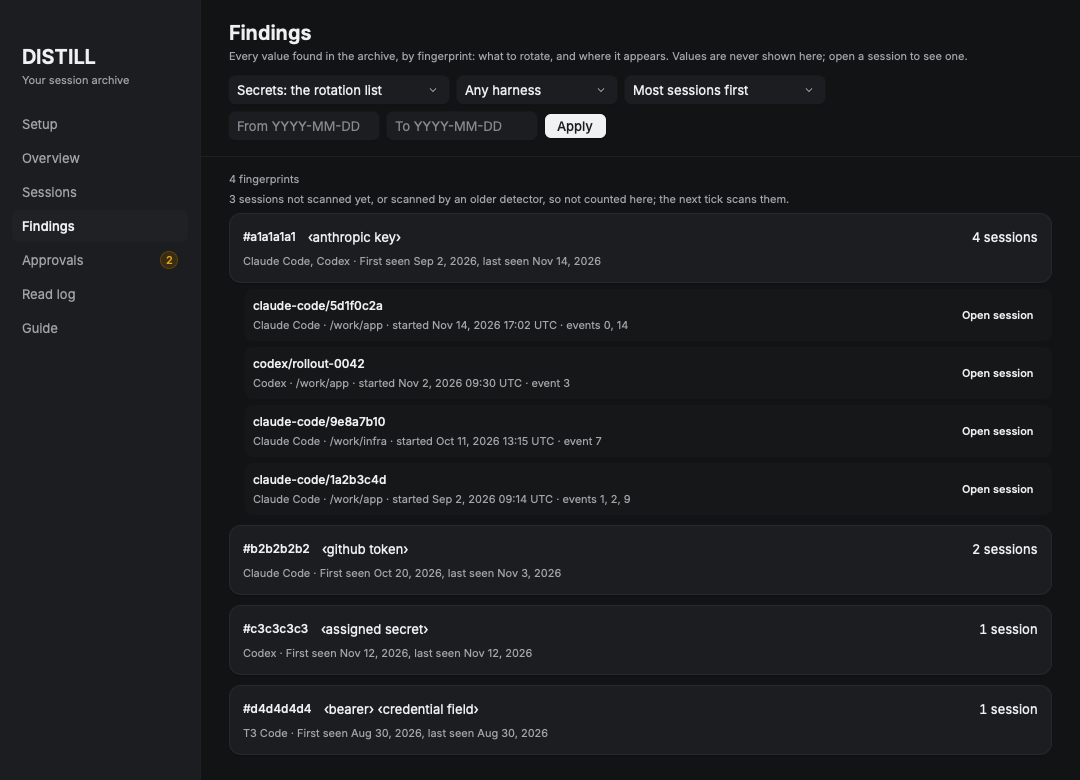 DISTILL
Your session archive
Setup
Overview
Sessions
Findings
Approvals 2
Read log
Guide
Findings
Every value found in the archive, by fingerprint: what to rotate, and where it appears. Values are never shown here; open a session to see one.
Secrets: the rotation list Any harness Most sessions first
From YYYY-MM-DD To YYYY-MM-DD Apply
4 fingerprints
3 sessions not scanned yet, or scanned by an older detector, so not counted here; the next tick scans them.
#a1a1a1a1 ‹anthropic key› 4 sessions
Claude Code, Codex · First seen Sep 2, 2026, last seen Nov 14, 2026
claude-code/5d1f0c2a
Claude Code · /work/app · started Nov 14, 2026 17:02 UTC · events 0, 14
Open session
codex/rollout-0042
Codex · /work/app · started Nov 2, 2026 09:30 UTC · event 3
Open session
claude-code/9e8a7b10
Claude Code · /work/infra · started Oct 11, 2026 13:15 UTC · event 7
Open session
claude-code/1a2b3c4d
Claude Code · /work/app · started Sep 2, 2026 09:14 UTC · events 1, 2, 9
Open session
#b2b2b2b2 ‹github token› 2 sessions
Claude Code · First seen Oct 20, 2026, last seen Nov 3, 2026
#c3c3c3c3 ‹assigned secret› 1 session
Codex · First seen Nov 12, 2026, last seen Nov 12, 2026
#d4d4d4d4 ‹bearer› ‹credential field› 1 session
T3 Code · First seen Aug 30, 2026, last seen Aug 30, 2026